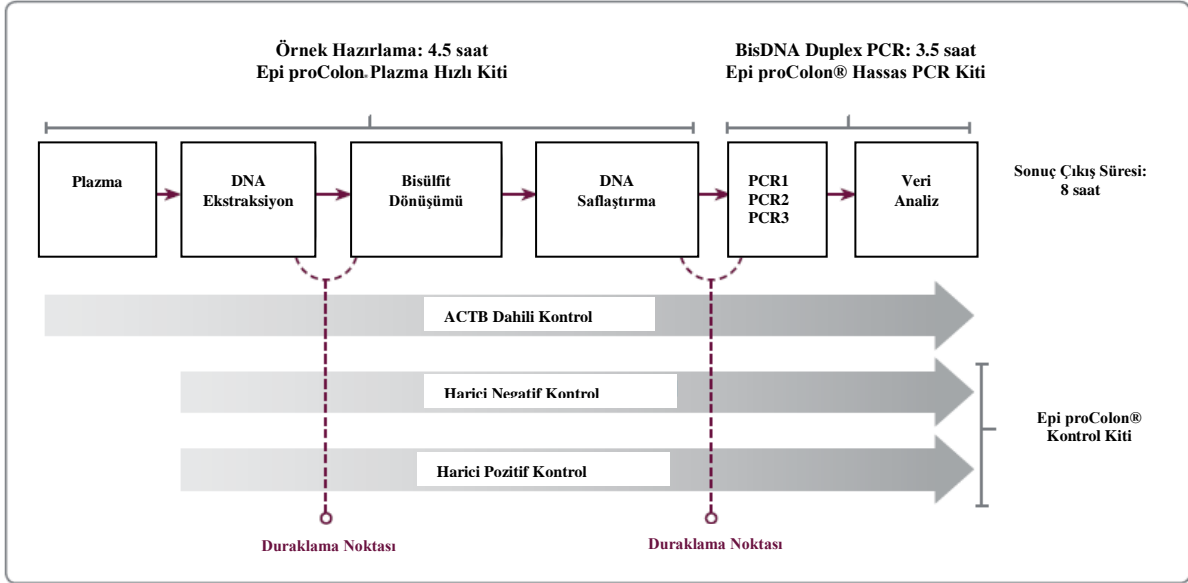 Örnek Hazırlama: 4.5 saat
Epi proColon Plazma Hızlı Kiti
BisDNA Duplex PCR: 3.5 saat
Epi proColon® Hassas PCR Kiti
Plazma
DNA
Ekstraksiyon
Bisülfit
Dönüşümü
DNA
Saflaştırma
PCR1
PCR2
PCR3
Veri
Analiz
Sonuç Çıkış Süresi:
8 saat
ACTB Dahili Kontrol
Harici Negatif Kontrol
Harici Pozitif Kontrol
Epi proColon®
Kontrol Kiti
Duraklama Noktası
Duraklama Noktası